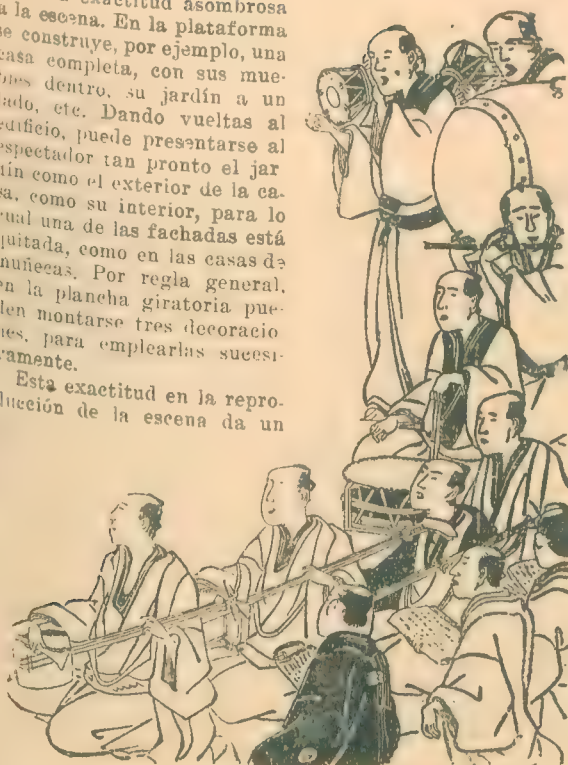 exactitud asombrosa
a la escena. En la plataforma
se construye, por ejemplo, una
casa completa, con sus mue-
bles dentro, su jardín a un
lado, etc. Dando vueltas al
edificio, puede presentarse al
espectador tan pronto el jar
dín como el exterior de la ca-
sa, como su interior, para lo
cual una de las fachadas está
quitada, como en las casas de
muñecas. Por regla general,
en la plancha giratoria pue-
den montarse tres decoracio
nes, para emplearlas sucesi-
vamente.
Esta exactitud en la repro-
ducción de la escena da un